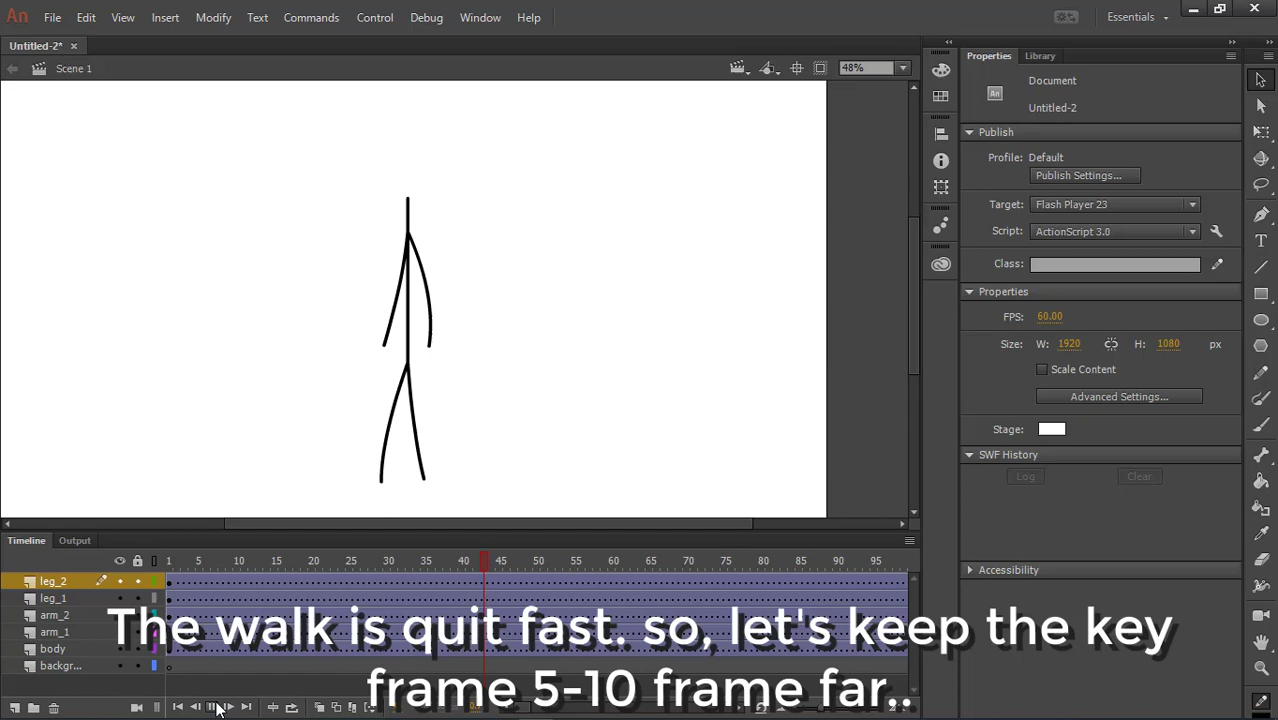 An File Edit View Insert Modify Text Commands Control Debug Window Help Essentials
Untitled-2*
Scene 1 48%
Properties Library
Document
Untitled-2
Publish
Profile: Default
Publish Settings...
Target: Flash Player 23
Script: ActionScript 3.0
Class:
Properties
FPS: 60.00
Size: W: 1920 H: 1080 px
Scale Content
Advanced Settings...
Stage:
SWF History
Log Clear
Accessibility
Timeline Output
1 5 10 15 20 25 30 35 40 45 50 55 60 65 70 75 80 85 90 95
leg_2
leg_1
arm_2
arm_1
body
backgr...
The walk is quit fast. so, let's keep the key
frame 5-10 frame far..